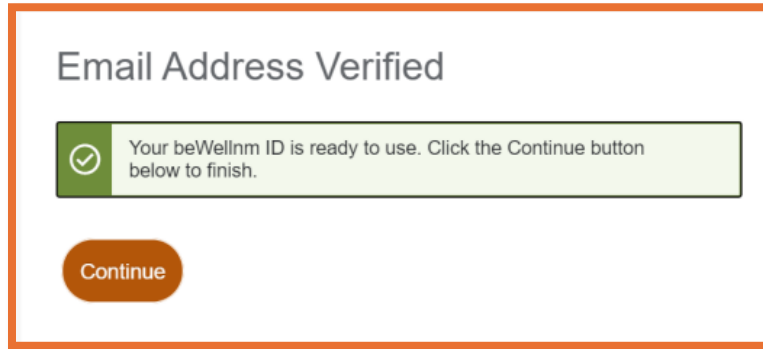 Email Address Verified
Your beWellnm ID is ready to use. Click the Continue button
below to finish.
Continue